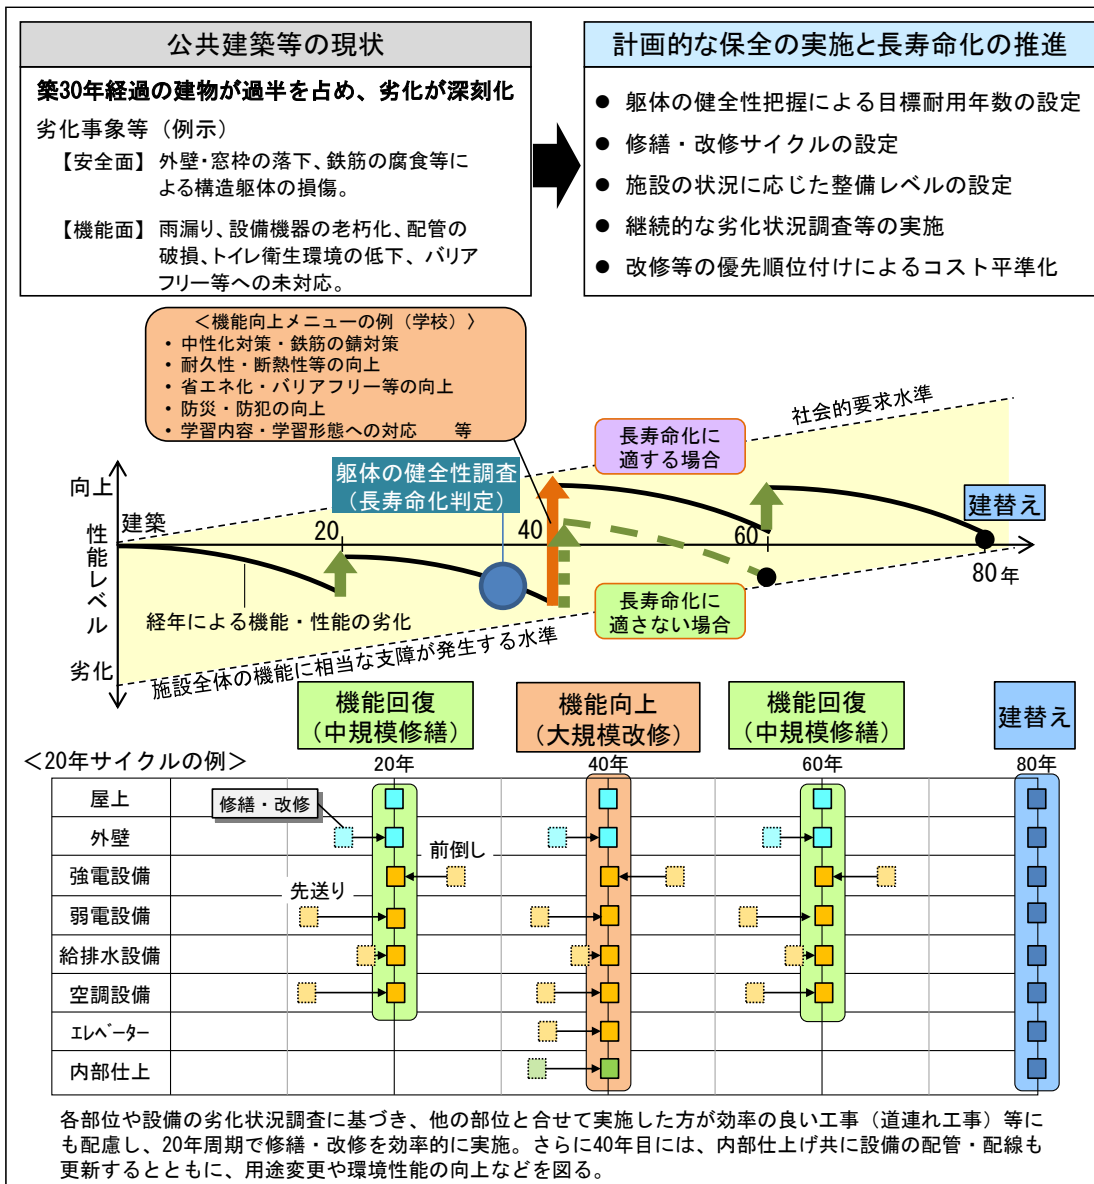 公共建築等の現状
築30年経過の建物が過半を占め、劣化が深刻化
劣化事象等（例示）
【安全面】外壁・窓枠の落下、鉄筋の腐食等に
よる構造躯体の損傷。
【機能面】雨漏り、設備機器の老朽化、配管の
破損、トイレ衛生環境の低下、バリア
フリー等への未対応。
計画的な保全の実施と長寿命化の推進
● 躯体の健全性把握による目標耐用年数の設定
● 修繕・改修サイクルの設定
● 施設の状況に応じた整備レベルの設定
● 継続的な劣化状況調査等の実施
● 改修等の優先順位付けによるコスト平準化
＜機能向上メニューの例（学校）＞
・ 中性化対策・鉄筋の錆対策
・ 耐久性・断熱性等の向上
・ 省エネ化・バリアフリー等の向上
・ 防災・防犯の向上
・ 学習内容・学習形態への対応　等
社会的要求水準
長寿命化に
適する場合
躯体の健全性調査
（長寿命化判定）
向上
建築
性能レベル
劣化
20
40
60
建替え
80年
経年による機能・性能の劣化
長寿命化に
適さない場合
施設全体の機能に相当な支障が発生する水準
機能回復
（中規模修繕）
機能向上
（大規模改修）
機能回復
（中規模修繕）
建替え
＜20年サイクルの例＞
20年
40年
60年
80年
屋上
修繕・改修
外壁
前倒し
強電設備
先送り
弱電設備
給排水設備
空調設備
ｴﾚﾍﾞｰﾀｰ
内部仕上
各部位や設備の劣化状況調査に基づき、他の部位と合せて実施した方が効率の良い工事（道連れ工事）等に
も配慮し、20年周期で修繕・改修を効率的に実施。さらに40年目には、内部仕上げ共に設備の配管・配線も
更新するとともに、用途変更や環境性能の向上などを図る。